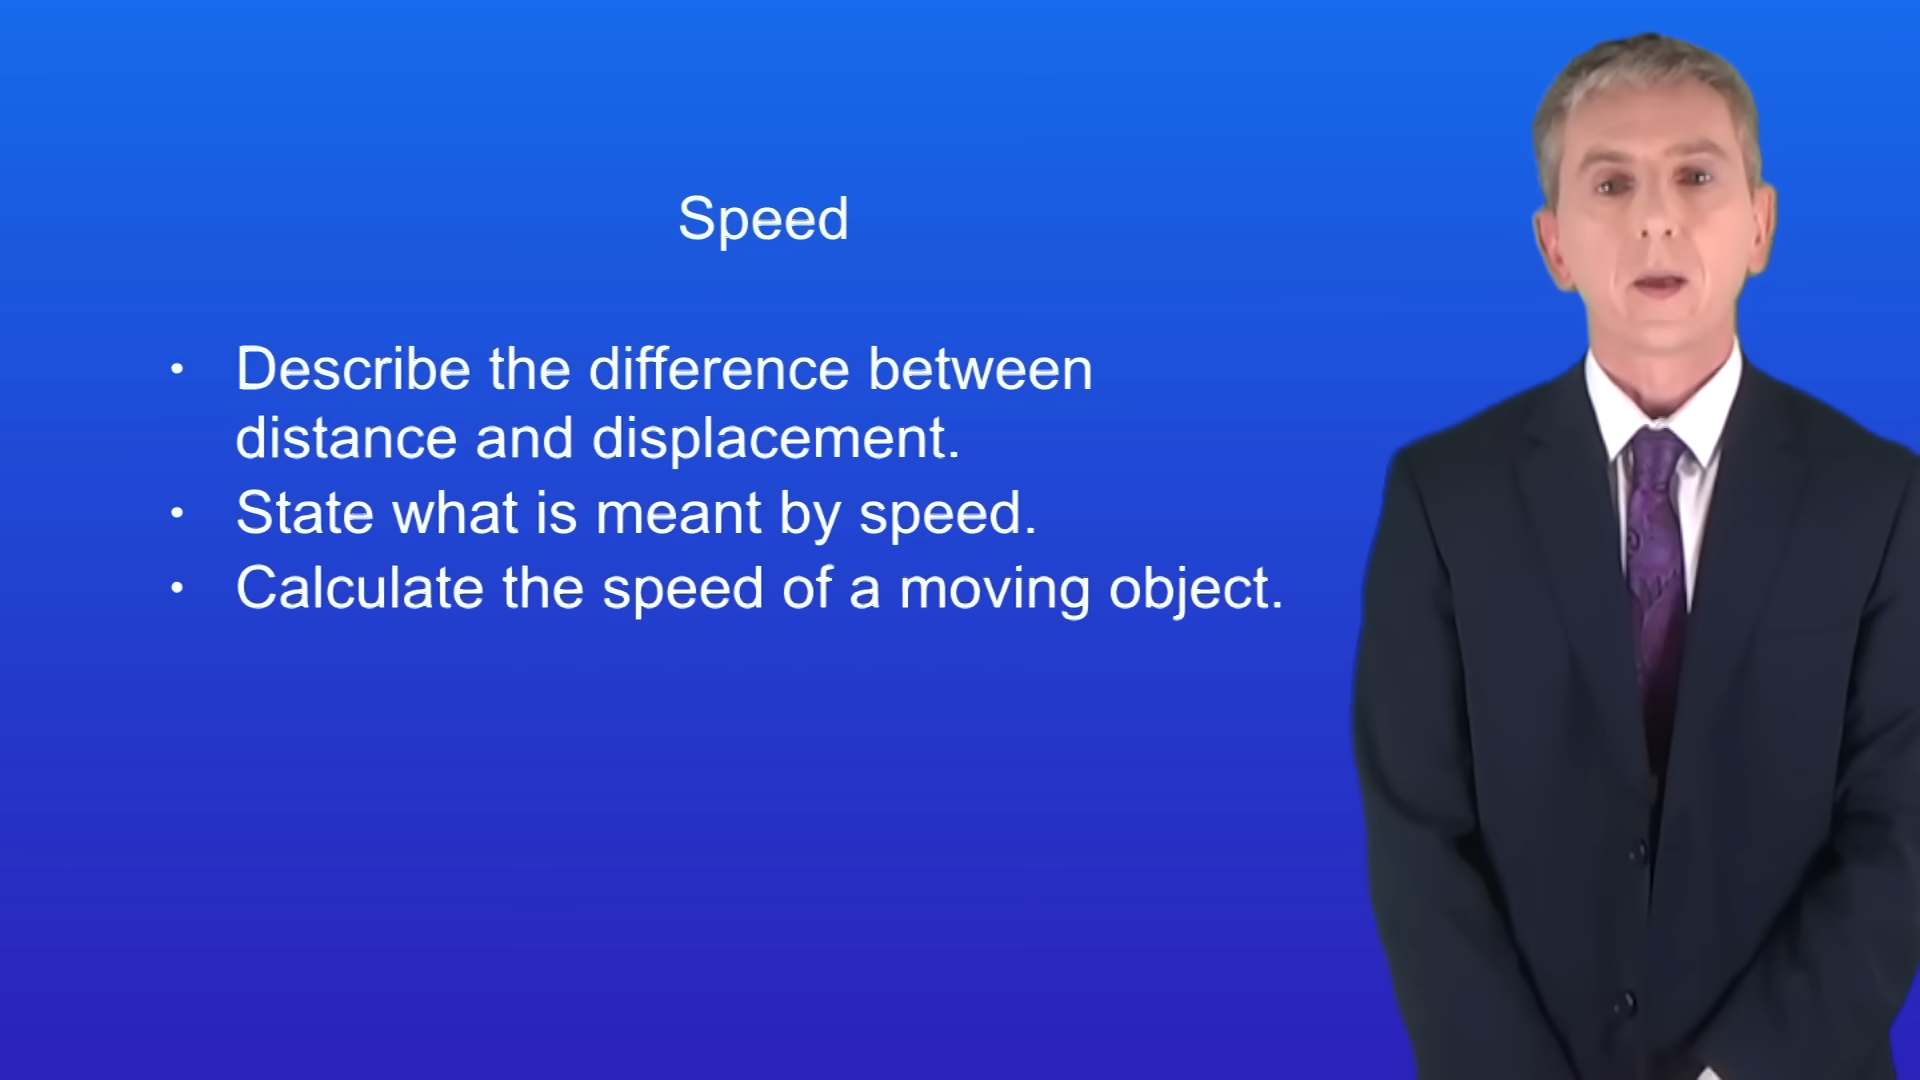 Speed
• Describe the difference between
distance and displacement.
• State what is meant by speed.
• Calculate the speed of a moving object.